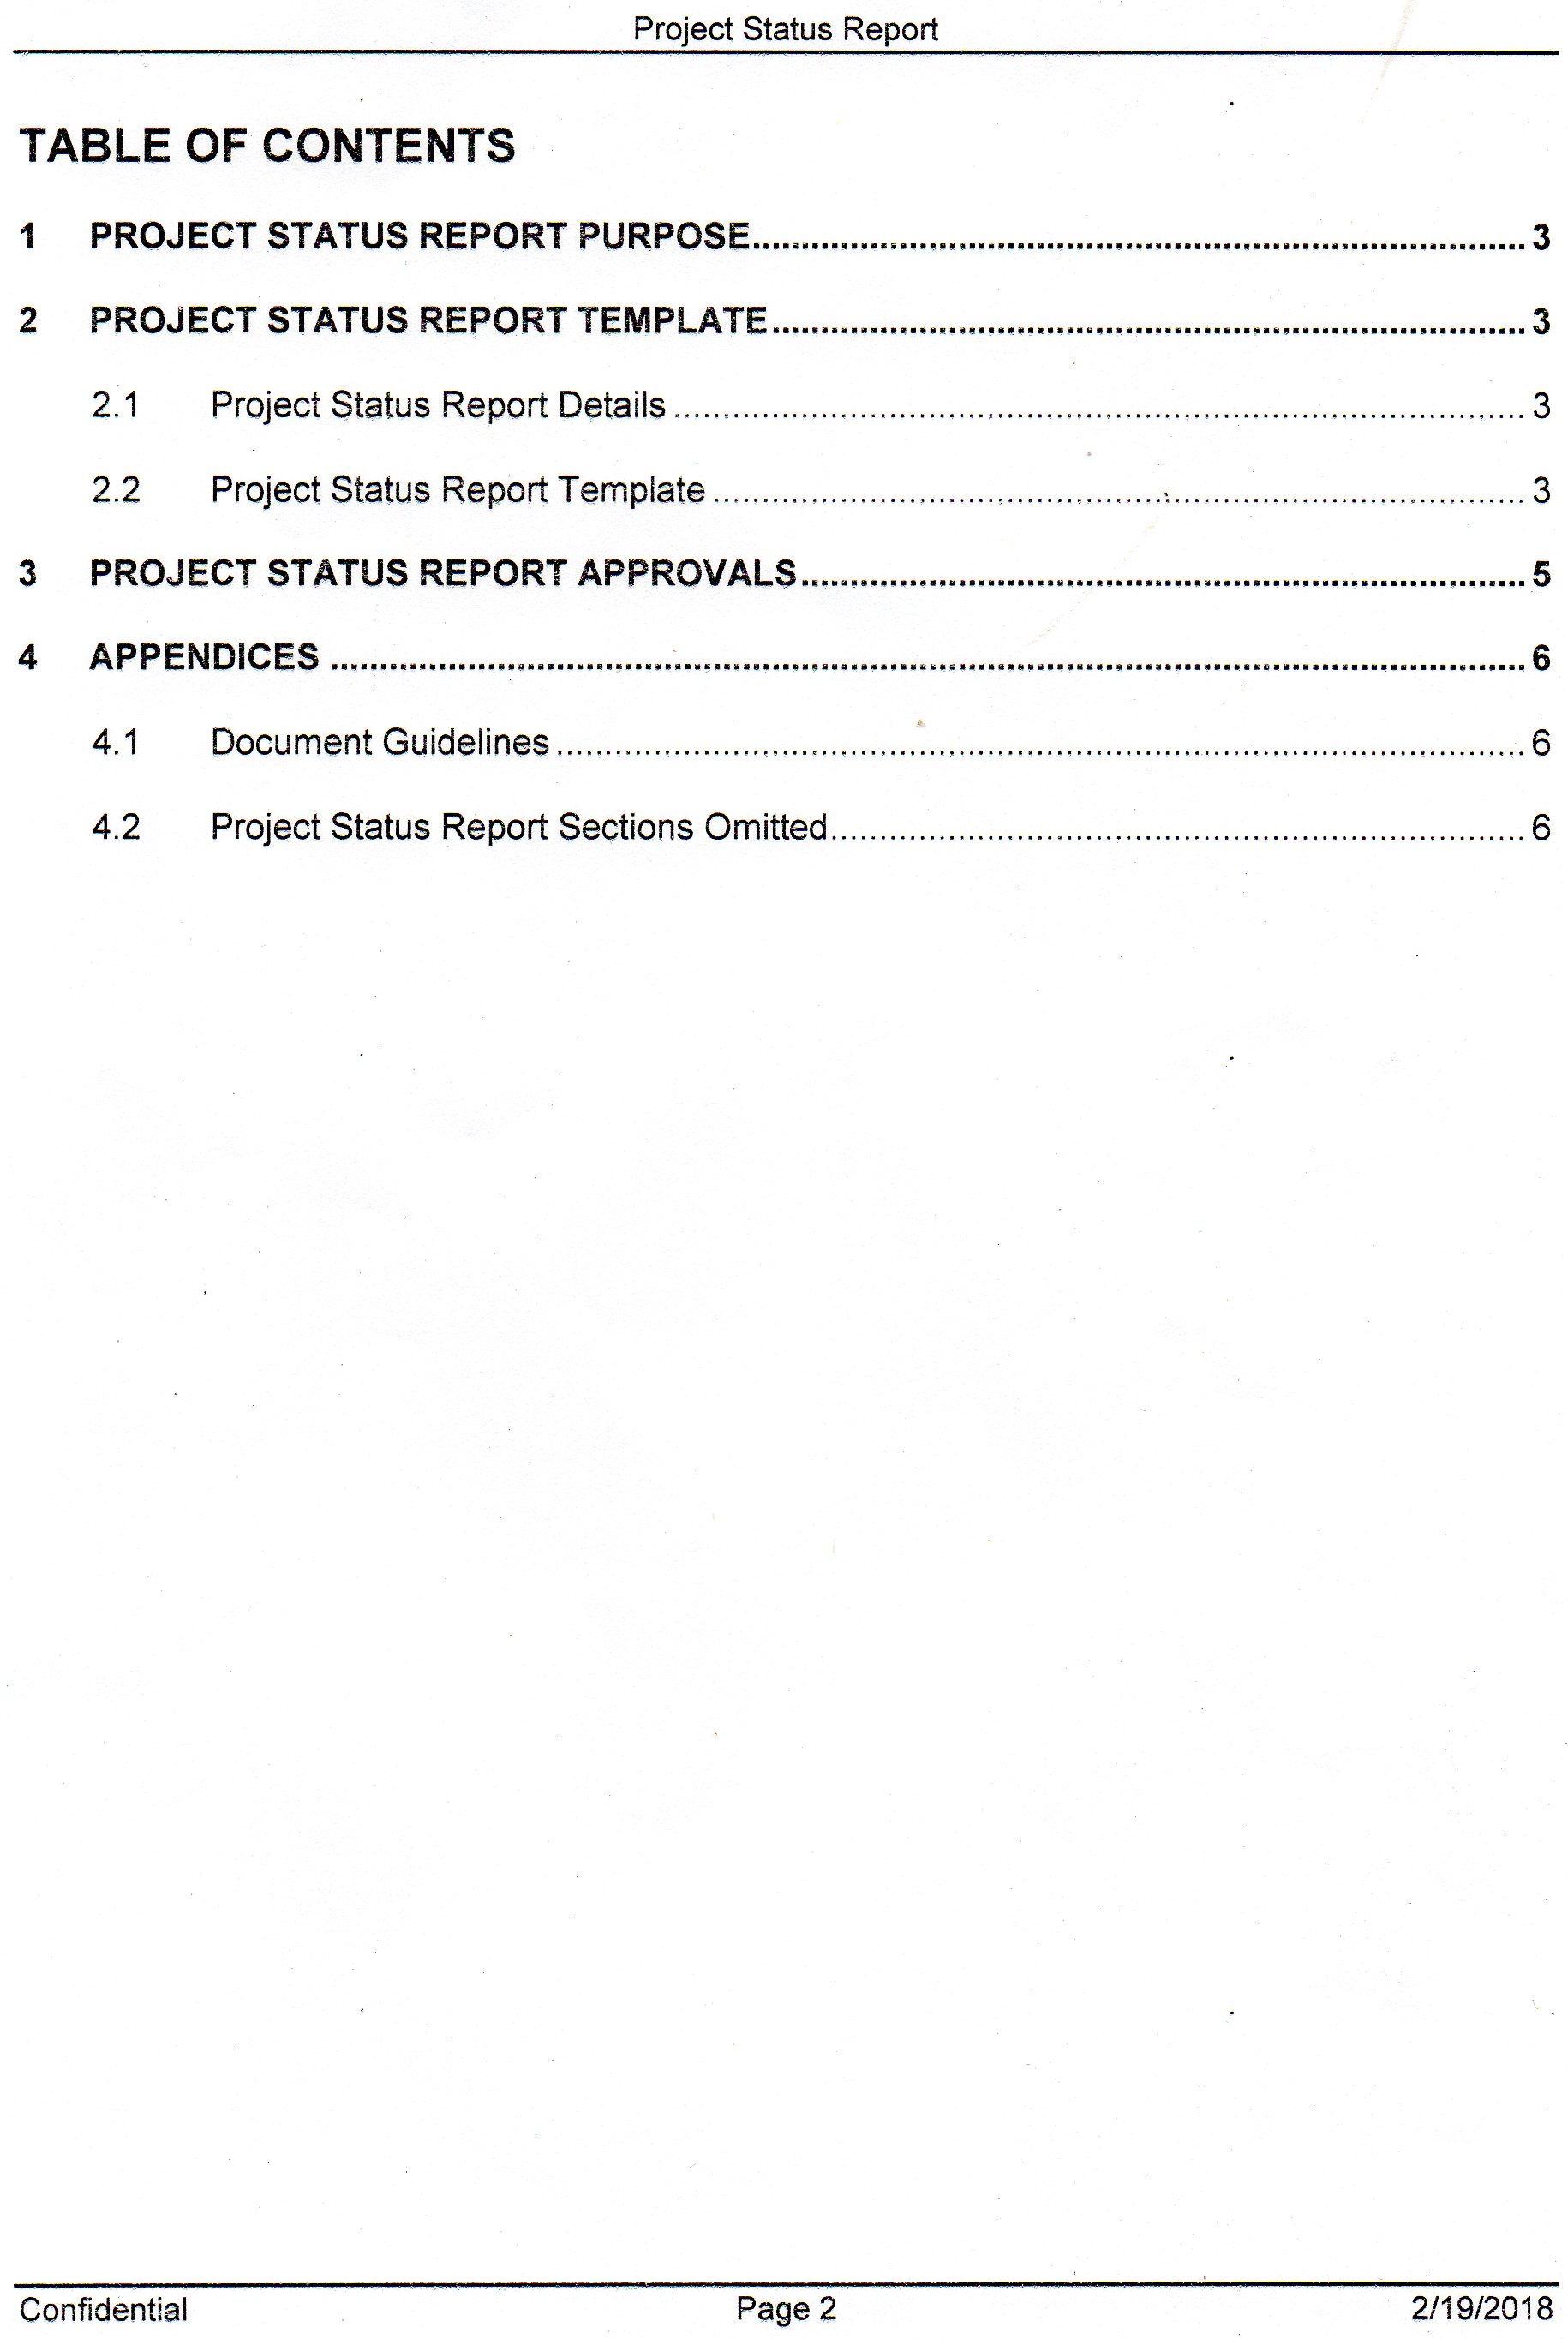 Project Status Report
TABLE OF CONTENTS
1 PROJECT STATUS REPORT PURPOSE 3
2 PROJECT STATUS REPORT TEMPLATE 3
2.1 Project Status Report Details 3
2.2 Project Status Report Template 3
3 PROJECT STATUS REPORT APPROVALS 5
4 APPENDICES 6
4.1 Document Guidelines 6
4.2 Project Status Report Sections Omitted 6
Confidential Page 2 2/19/2018